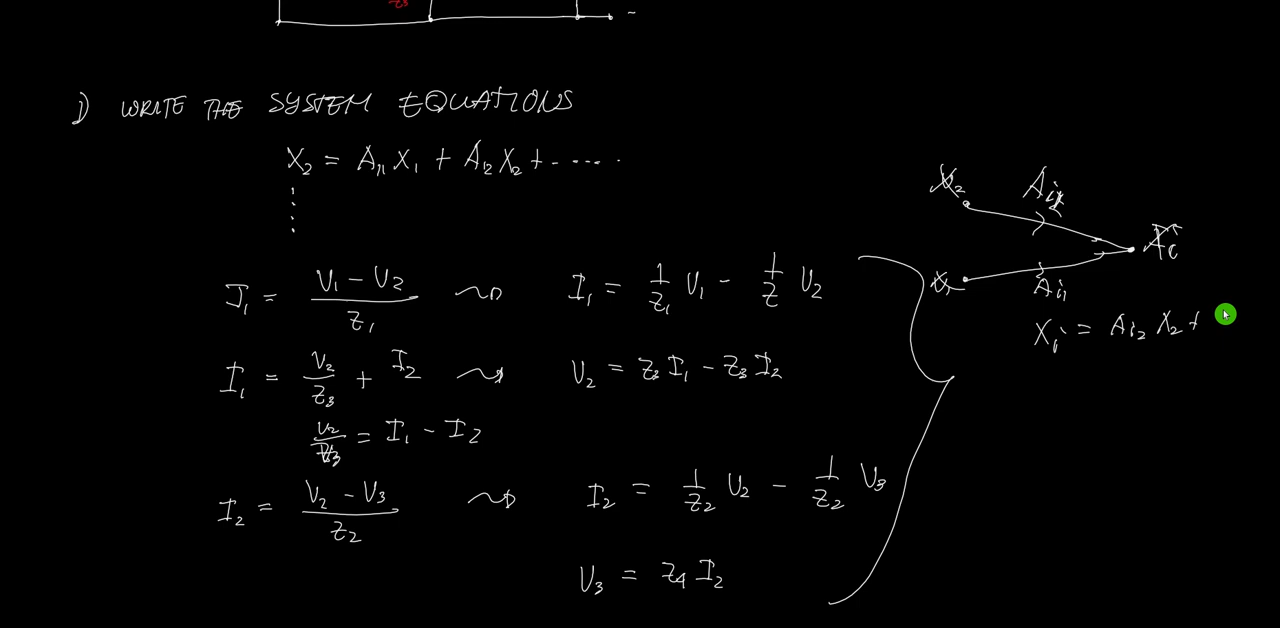 Z3
1) WRITE THE SYSTEM EQUATIONS
X2 = A11 X1 + A12 X2 + .....
I1 = (V1 - V2) / Z1 ⇝ I1 = 1/Z1 V1 - 1/Z V2
I1 = V2/Z3 + I2 ⇝ V2 = Z3 I1 - Z3 I2
V2/Z3 = I1 - I2
I2 = (V2 - V3) / Z2 ⇝ I2 = 1/Z2 V2 - 1/Z2 V3
V3 = Z4 I2
X2
Ai2
Xi
X1
Ai1
Xi = Ai2 X2 +